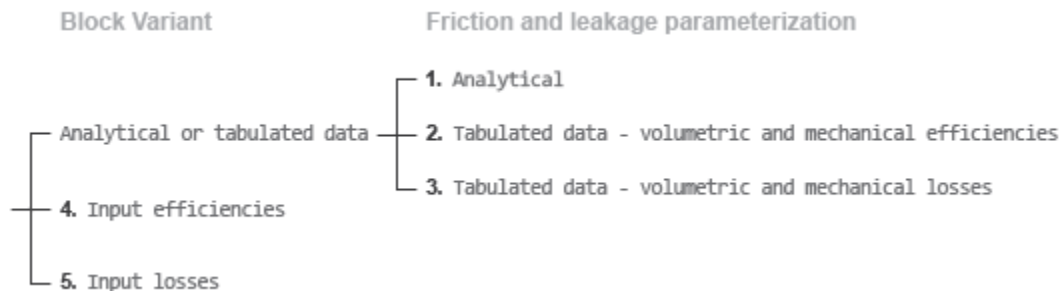 Block Variant Friction and leakage parameterization
1. Analytical
Analytical or tabulated data 2. Tabulated data - volumetric and mechanical efficiencies
3. Tabulated data - volumetric and mechanical losses
4. Input efficiencies
5. Input losses